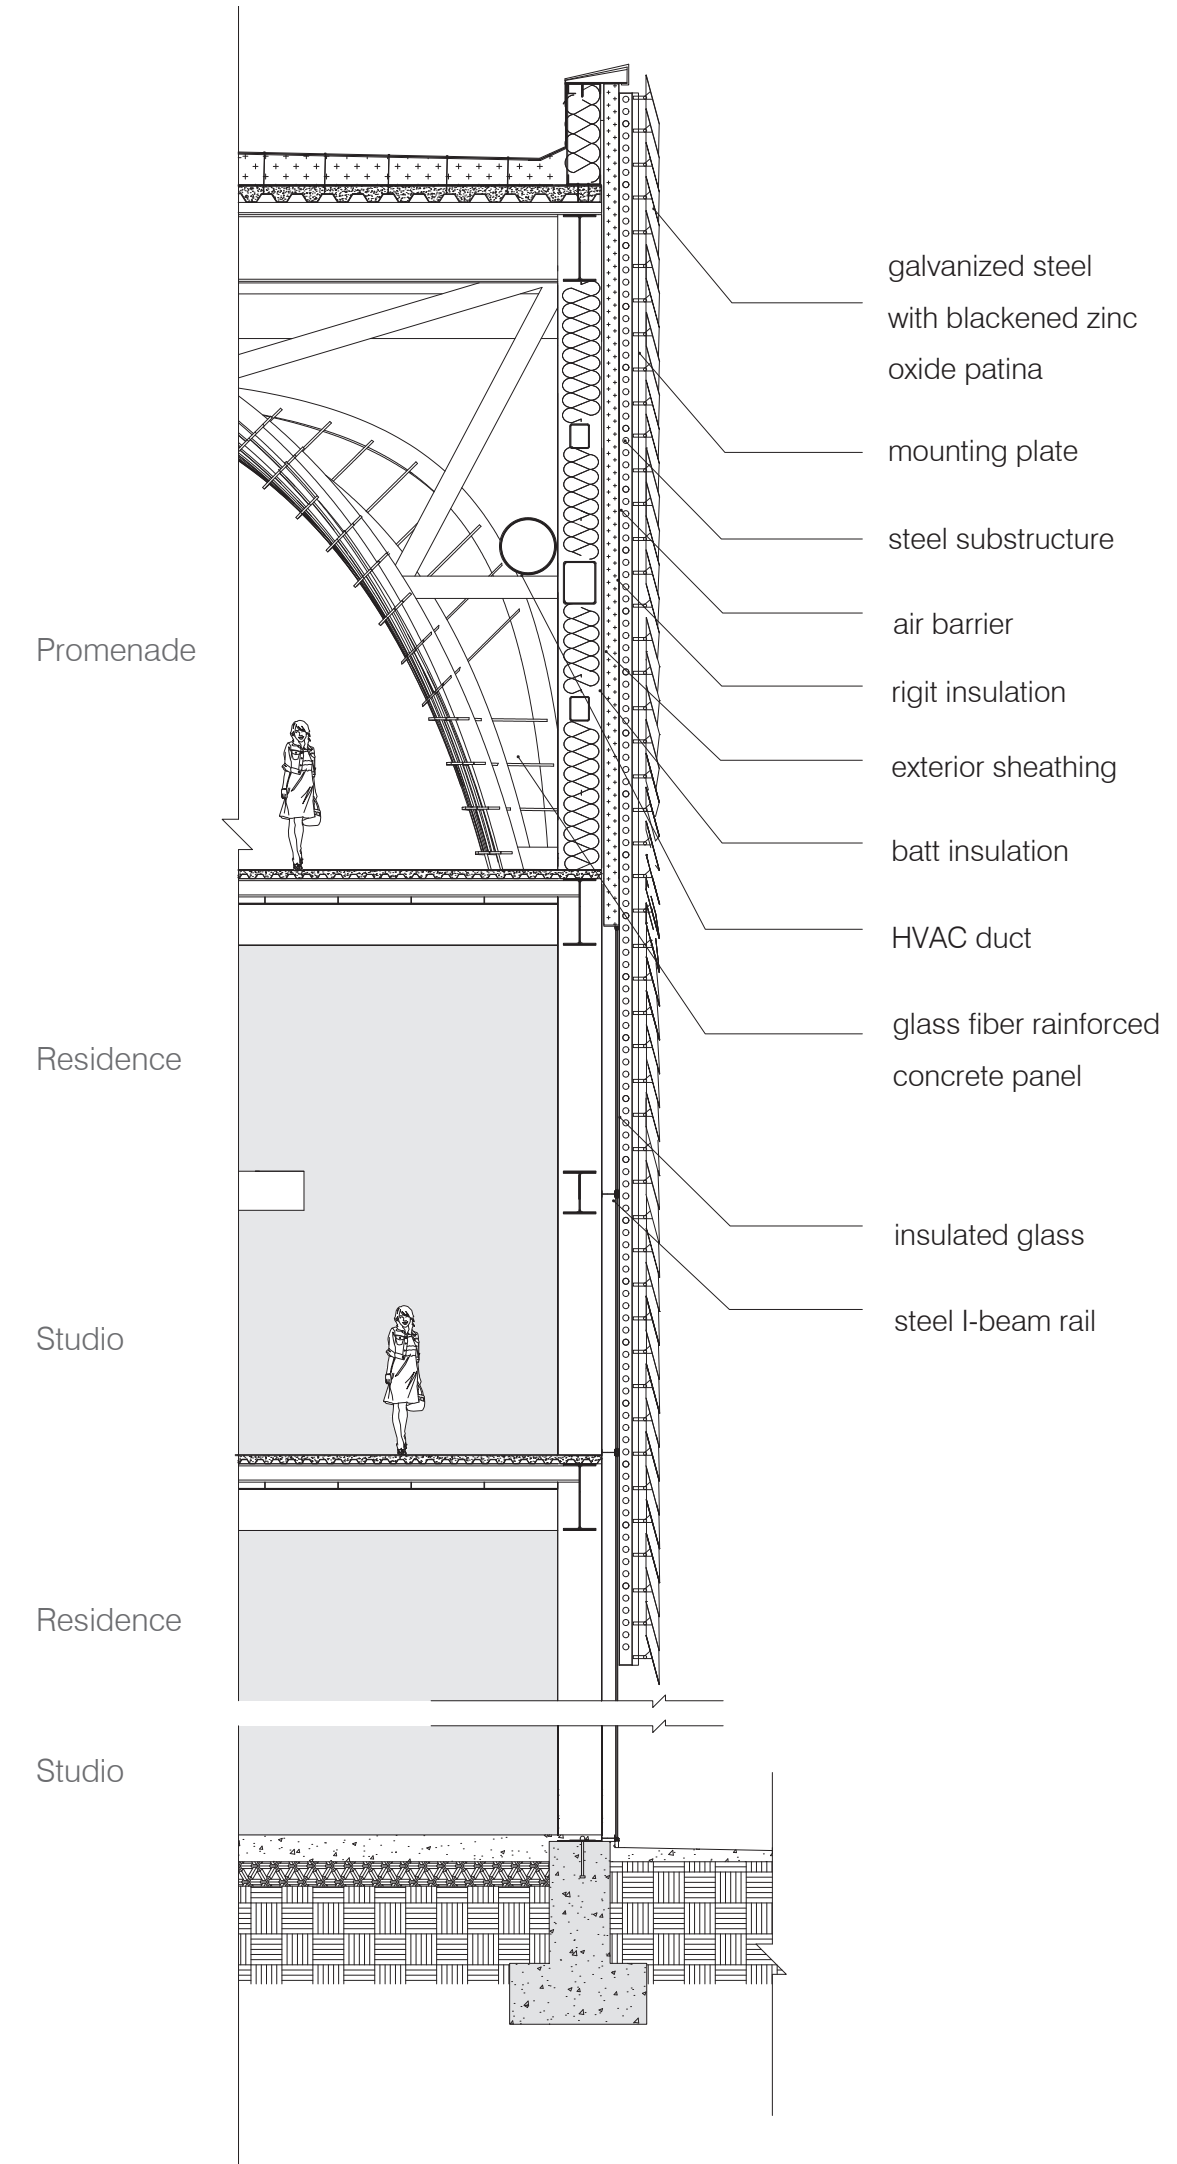 galvanized steel
with blackened zinc
oxide patina
mounting plate
steel substructure
air barrier
Promenade
rigit insulation
exterior sheathing
batt insulation
HVAC duct
glass fiber rainforced
Residence
concrete panel
insulated glass
steel I-beam rail
Studio
Residence
Studio